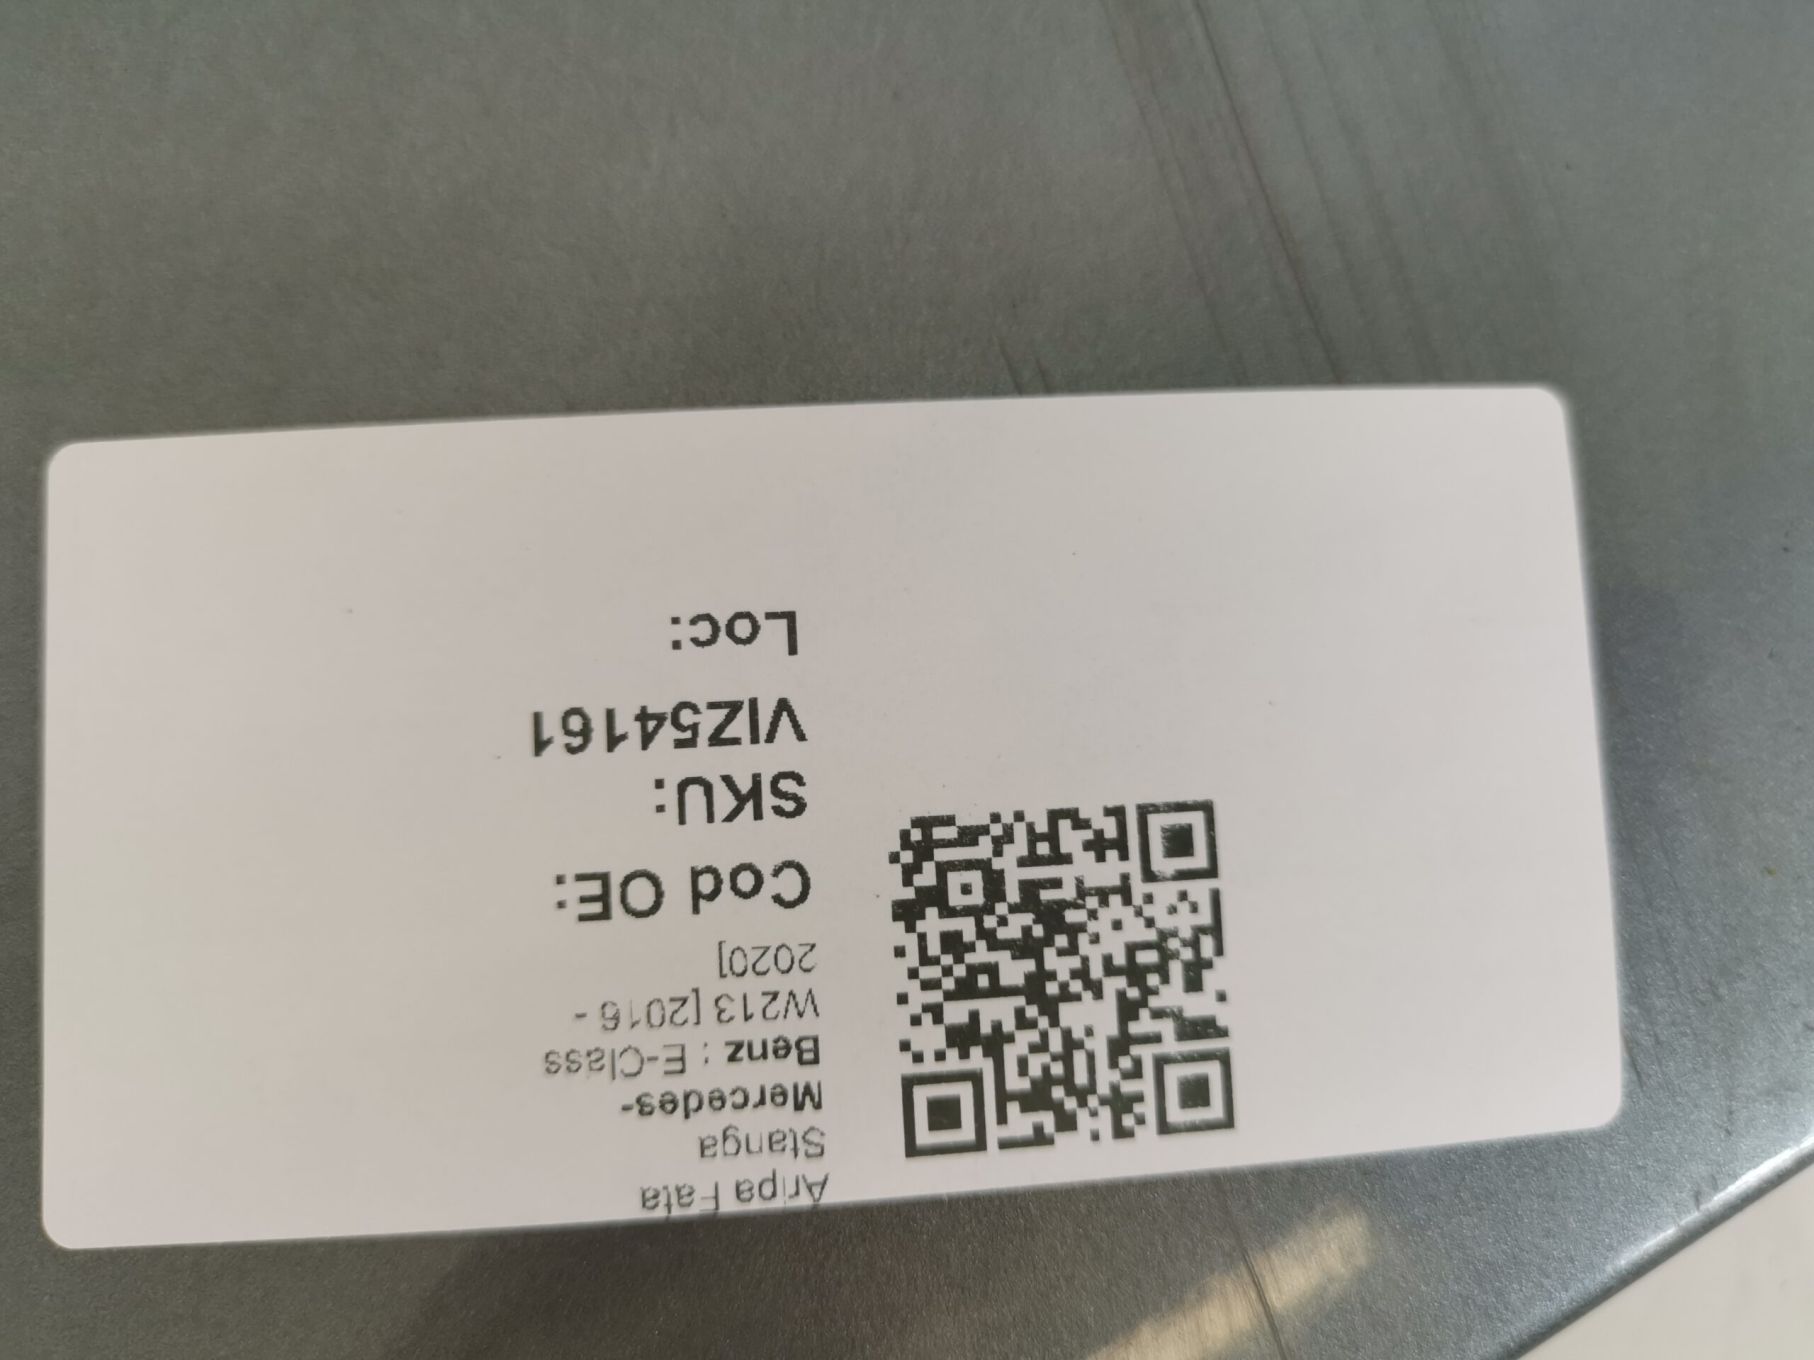 Aripa Fata
Stanga
Mercedes-
Benz : E-Class
W213 [2016 -
2020]
Cod OE:
SKU:
VIZ54161
Loc: